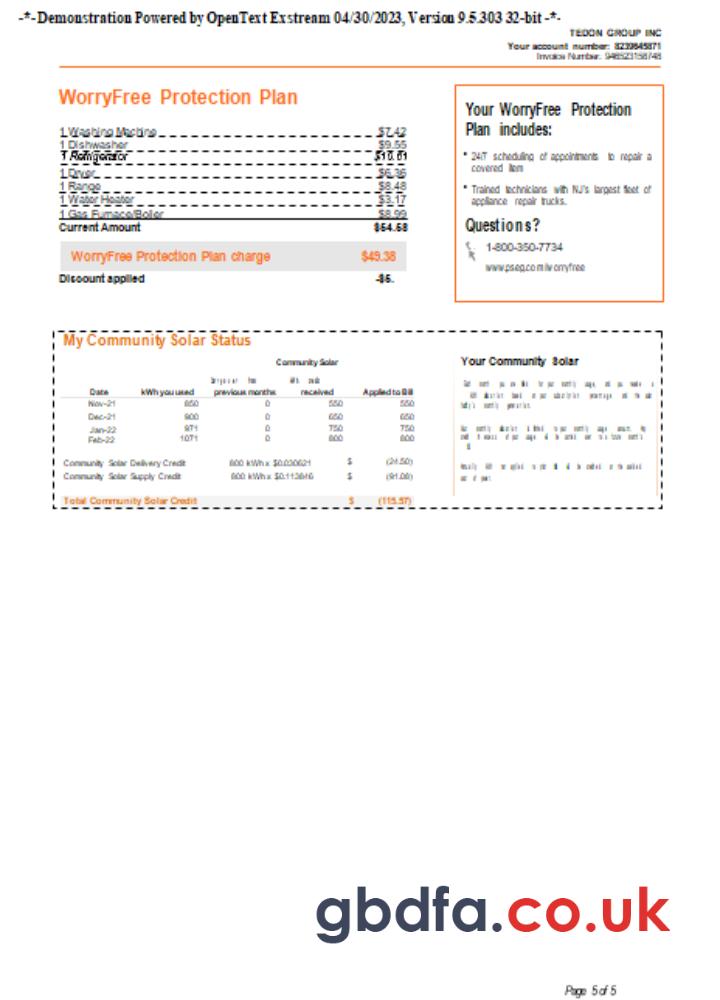 -*- Demonstration Powered by OpenText Exstream 04/30/2023, Version 9.5.303 32-bit -*-
TEDON GROUP INC
Your account number: 8239645871
Invoice Number: 946523158748
WorryFree Protection Plan
1 Washing Machine $7.42
1 Dishwasher $9.55
1 Refrigerator $10.61
1 Dryer $6.36
1 Range $8.48
1 Water Heater $3.17
1 Gas Furnace/Boiler $8.99
Current Amount $54.58
WorryFree Protection Plan charge $49.38
Discount applied -$5.
Your WorryFree Protection
Plan includes:
• 24/7 scheduling of appointments to repair a
covered item
• Trained technicians with NJ's largest fleet of
appliance repair trucks.
Questions?
1-800-350-7734
www.pseg.com/worryfree
My Community Solar Status
Community Solar
Date kWh you used previous months received Applied to Bill
Nov-21 850 0 550 550
Dec-21 900 0 650 650
Jan-22 971 0 750 750
Feb-22 1071 0 800 800
Community Solar Delivery Credit 800 kWh x $0.030621 $ (24.50)
Community Solar Supply Credit 800 kWh x $0.113846 $ (91.08)
Total Community Solar Credit $ (115.57)
Your Community Solar
gbdfa.co.uk
Page 5 of 5